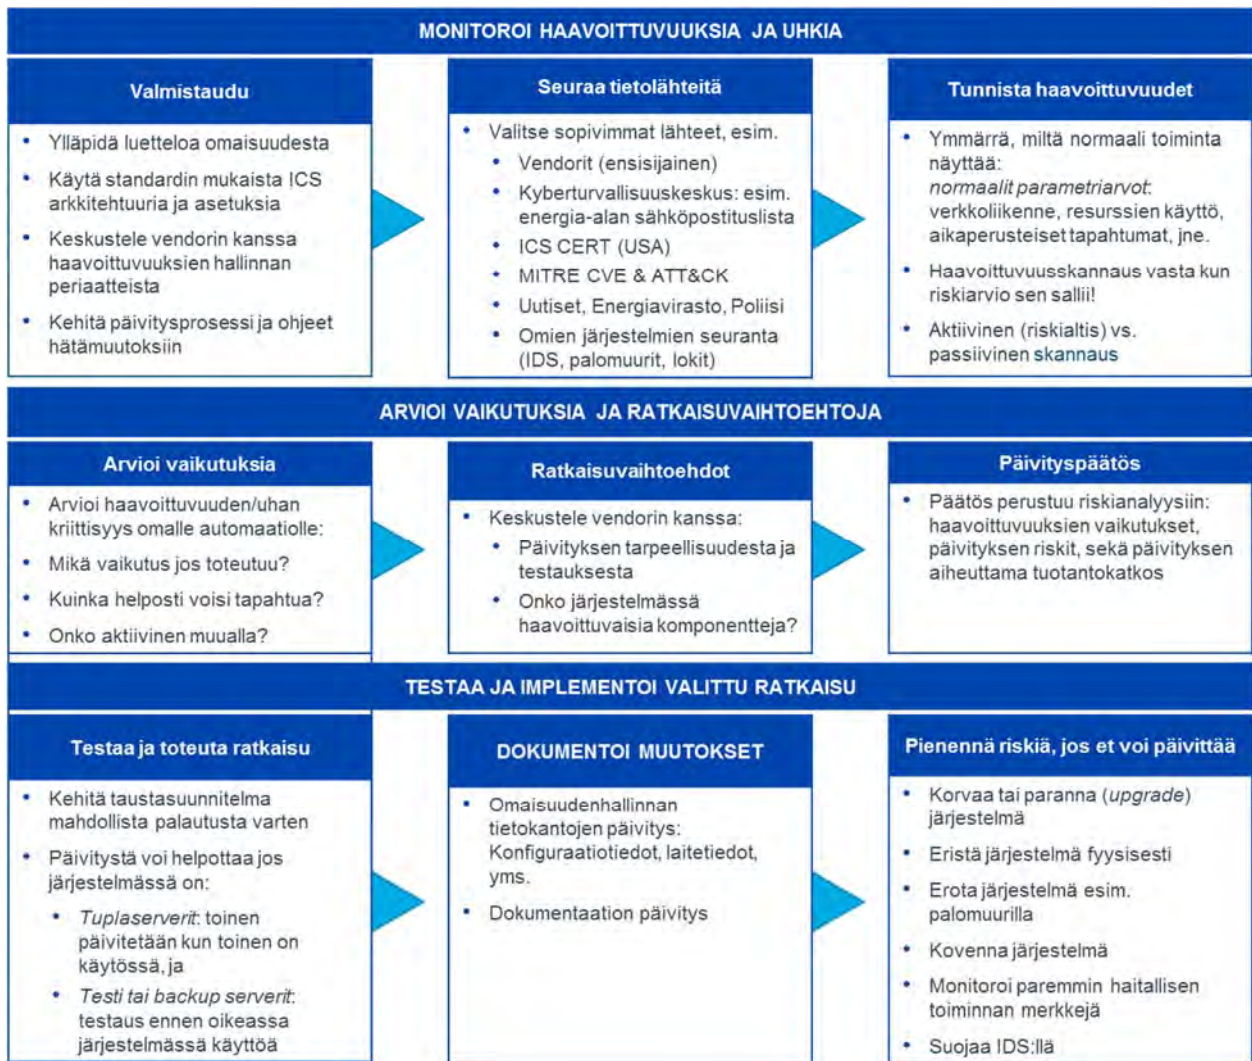 MONITOROI HAAVOITTUVUUKSIA JA UHKIA
Valmistaudu
• Ylläpidä luetteloa omaisuudesta
• Käytä standardin mukaista ICS
arkkitehtuuria ja asetuksia
• Keskustele vendorin kanssa
haavoittuvuuksien hallinnan
periaatteista
• Kehitä päivitysprosessi ja ohjeet
hätämuutoksiin
Seuraa tietolähteitä
• Valitse sopivimmat lähteet, esim.
• Vendorit (ensisijainen)
• Kyberturvallisuuskeskus: esim.
energia-alan sähköpostituslista
• ICS CERT (USA)
• MITRE CVE & ATT&CK
• Uutiset, Energiavirasto, Poliisi
• Omien järjestelmien seuranta
(IDS, palomuurit, lokit)
Tunnista haavoittuvuudet
• Ymmärrä, miltä normaali toiminta
näyttää:
normaalit parametriarvot:
verkkoliikenne, resurssien käyttö,
aikaperusteiset tapahtumat, jne.
• Haavoittuvuusskannaus vasta kun
riskiarvio sen sallii!
• Aktiivinen (riskialtis) vs.
passiivinen skannaus
ARVIOI VAIKUTUKSIA JA RATKAISUVAIHTOEHTOJA
Arvioi vaikutuksia
• Arvioi haavoittuvuuden/uhan
kriittisyys omalle automaatiolle:
• Mikä vaikutus jos toteutuu?
• Kuinka helposti voisi tapahtua?
• Onko aktiivinen muualla?
Ratkaisuvaihtoehdot
• Keskustele vendorin kanssa:
• Päivityksen tarpeellisuudesta ja
testauksesta
• Onko järjestelmässä
haavoittuvaisia komponentteja?
Päivityspäätös
• Päätös perustuu riskianalyysiin:
haavoittuvuuksien vaikutukset,
päivityksen riskit, sekä päivityksen
aiheuttama tuotantokatkos
TESTAA JA IMPLEMENTOI VALITTU RATKAISU
Testaa ja toteuta ratkaisu
• Kehitä taustasuunnitelma
mahdollista palautusta varten
• Päivitystä voi helpottaa jos
järjestelmässä on:
• Tuplaserverit: toinen
päivitetään kun toinen on
käytössä, ja
• Testi tai backup serverit:
testaus ennen oikeassa
järjestelmässä käyttöä
DOKUMENTOI MUUTOKSET
• Omaisuudenhallinnan
tietokantojen päivitys:
Konfiguraatiotiedot, laitetiedot,
yms.
• Dokumentaation päivitys
Pienennä riskiä, jos et voi päivittää
• Korvaa tai paranna (upgrade)
järjestelmä
• Eristä järjestelmä fyysisesti
• Erota järjestelmä esim.
palomuurilla
• Kovenna järjestelmä
• Monitoroi paremmin haitallisen
toiminnan merkkejä
• Suojaa IDS:llä